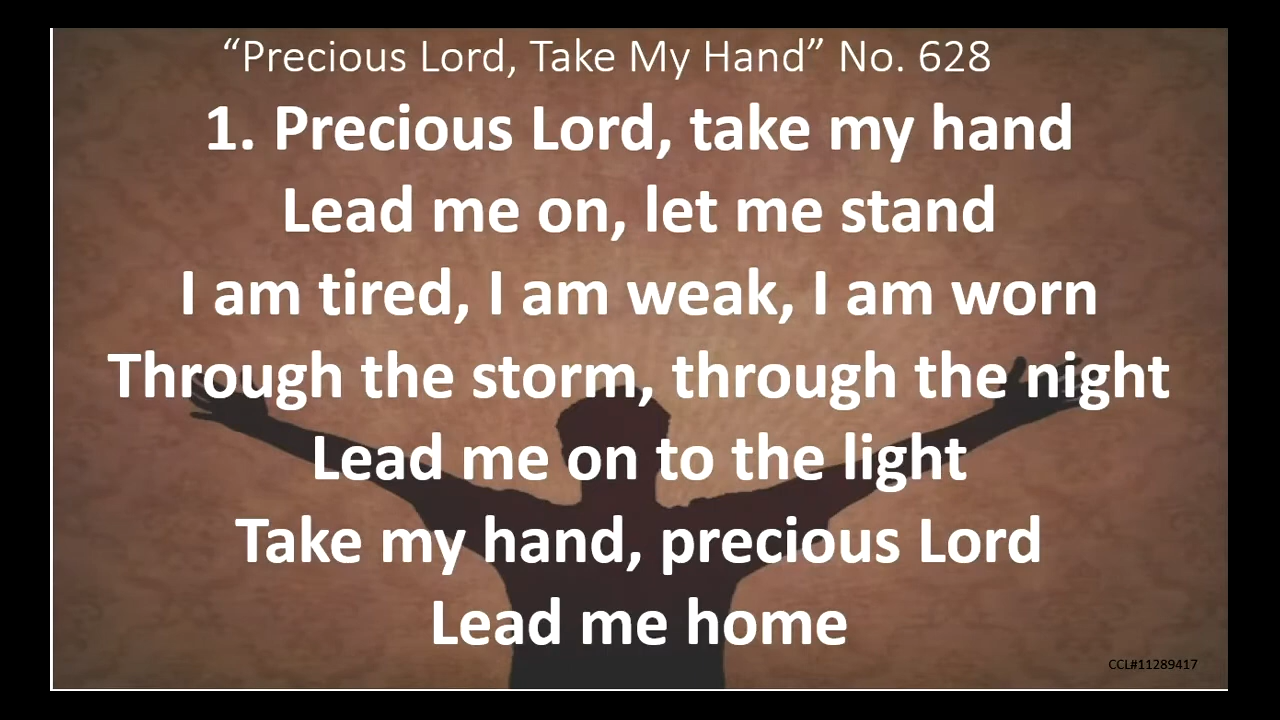 “Precious Lord, Take My Hand” No. 628
1. Precious Lord, take my hand
Lead me on, let me stand
I am tired, I am weak, I am worn
Through the storm, through the night
Lead me on to the light
Take my hand, precious Lord
Lead me home
CCL#11289417